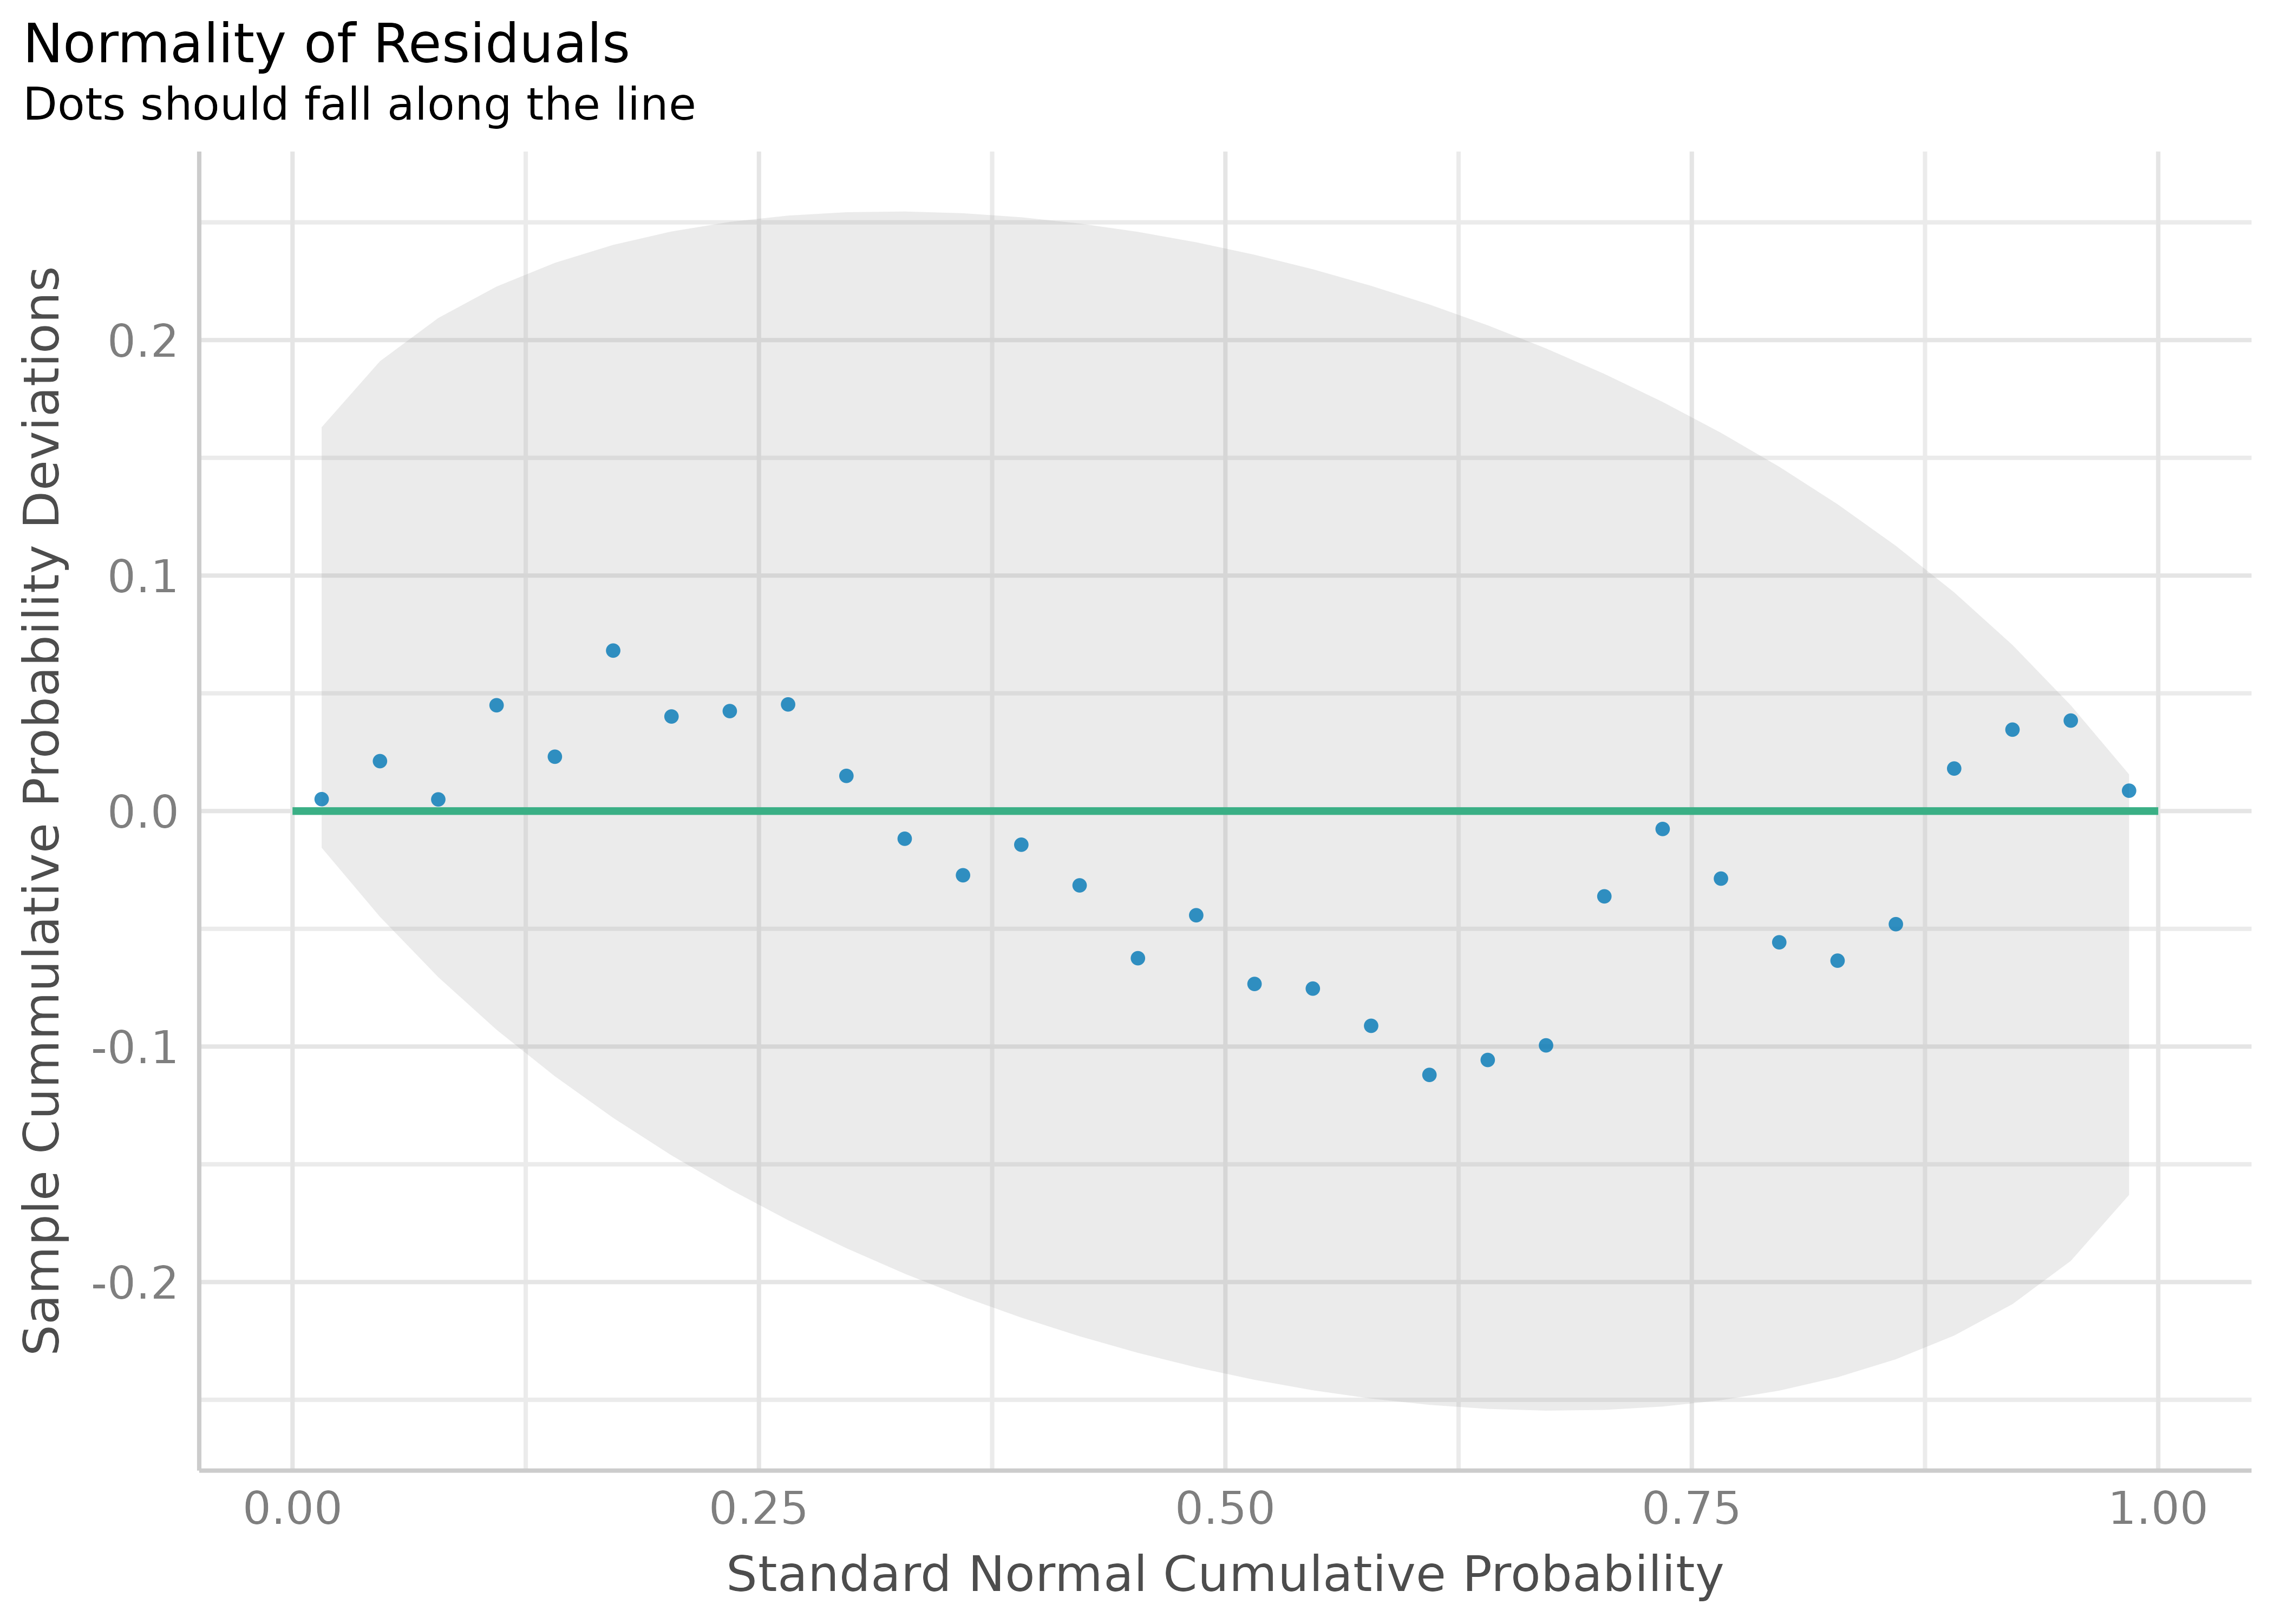 Normality of Residuals
Dots should fall along the line
Sample Cummulative Probability Deviations
0.2
0.1
0.0
-0.1
-0.2
0.00 0.25 0.50 0.75 1.00
Standard Normal Cumulative Probability